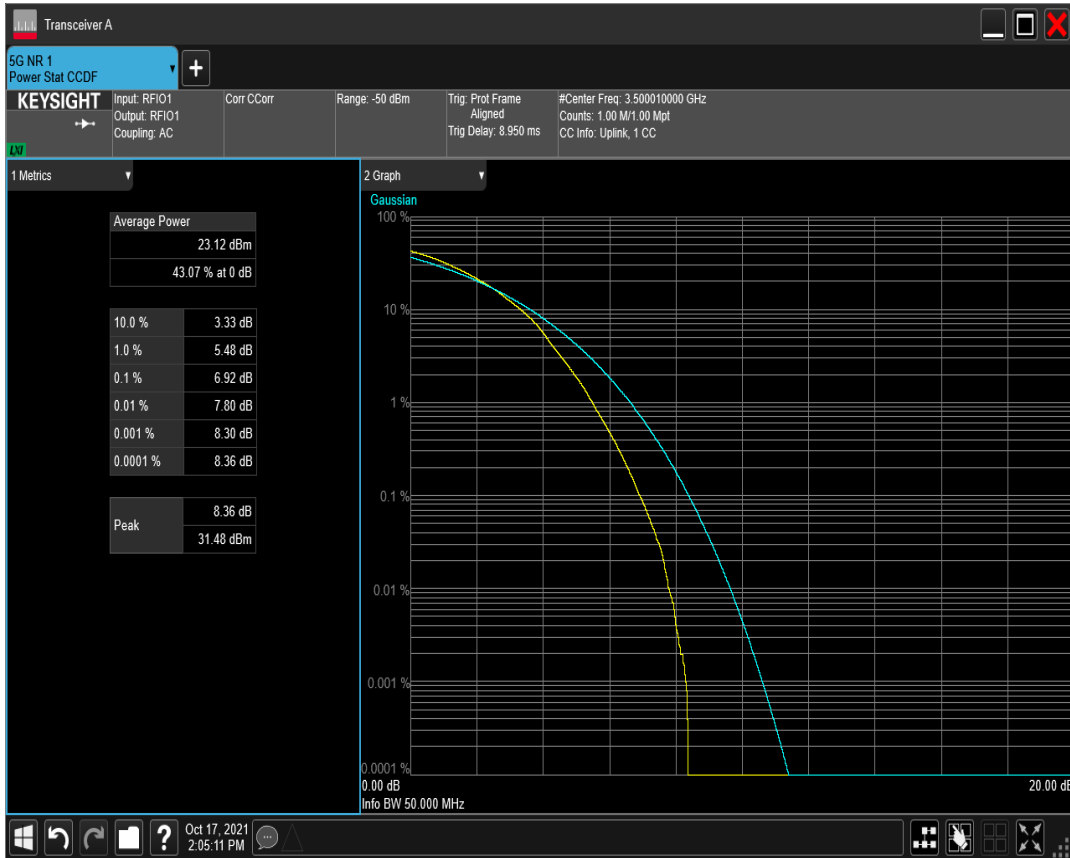 Transceiver A
5G NR 1
Power Stat CCDF
+
KEYSIGHT
LXI
Input: RFIO1
Output: RFIO1
Coupling: AC
Corr CCorr
Range: -50 dBm
Trig: Prot Frame
Aligned
Trig Delay: 8.950 ms
#Center Freq: 3.500010000 GHz
Counts: 1.00 M/1.00 Mpt
CC Info: Uplink, 1 CC
1 Metrics
Average Power
23.12 dBm
43.07 % at 0 dB
10.0 % 3.33 dB
1.0 % 5.48 dB
0.1 % 6.92 dB
0.01 % 7.80 dB
0.001 % 8.30 dB
0.0001 % 8.36 dB
Peak
8.36 dB
31.48 dBm
2 Graph
Gaussian
100 %
10 %
1 %
0.1 %
0.01 %
0.001 %
0.0001 %
0.00 dB
20.00 dB
Info BW 50.000 MHz
?
Oct 17, 2021
2:05:11 PM